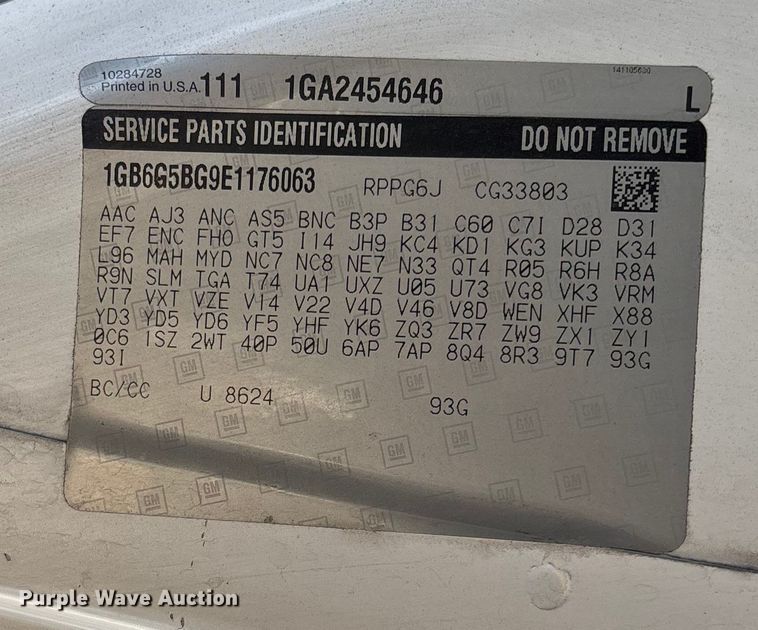 10284728
Printed in U.S.A. 111 1GA2454646
141105630
L
SERVICE PARTS IDENTIFICATION DO NOT REMOVE
1GB6G5BG9E1176063 RPPG6J CG33803
AAC AJ3 ANC AS5 BNC B3P B31 C60 C7I D28 D31
EF7 ENC FHO GT5 I14 JH9 KC4 KD1 KG3 KUP K34
L96 MAH MYD NC7 NC8 NE7 N33 QT4 R05 R6H R8A
R9N SLM TGA T74 UA1 UXZ U05 U73 VG8 VK3 VRM
VT7 VXT VZE V14 V22 V4D V46 V8D WEN XHF X88
YD3 YD5 YD6 YF5 YHF YK6 ZQ3 ZR7 ZW9 ZX1 ZY1
0C6 1SZ 2WT 40P 50U 6AP 7AP 8Q4 8R3 9T7 93G
93I
BC/CC U 8624 93G
GM
Purple Wave Auction